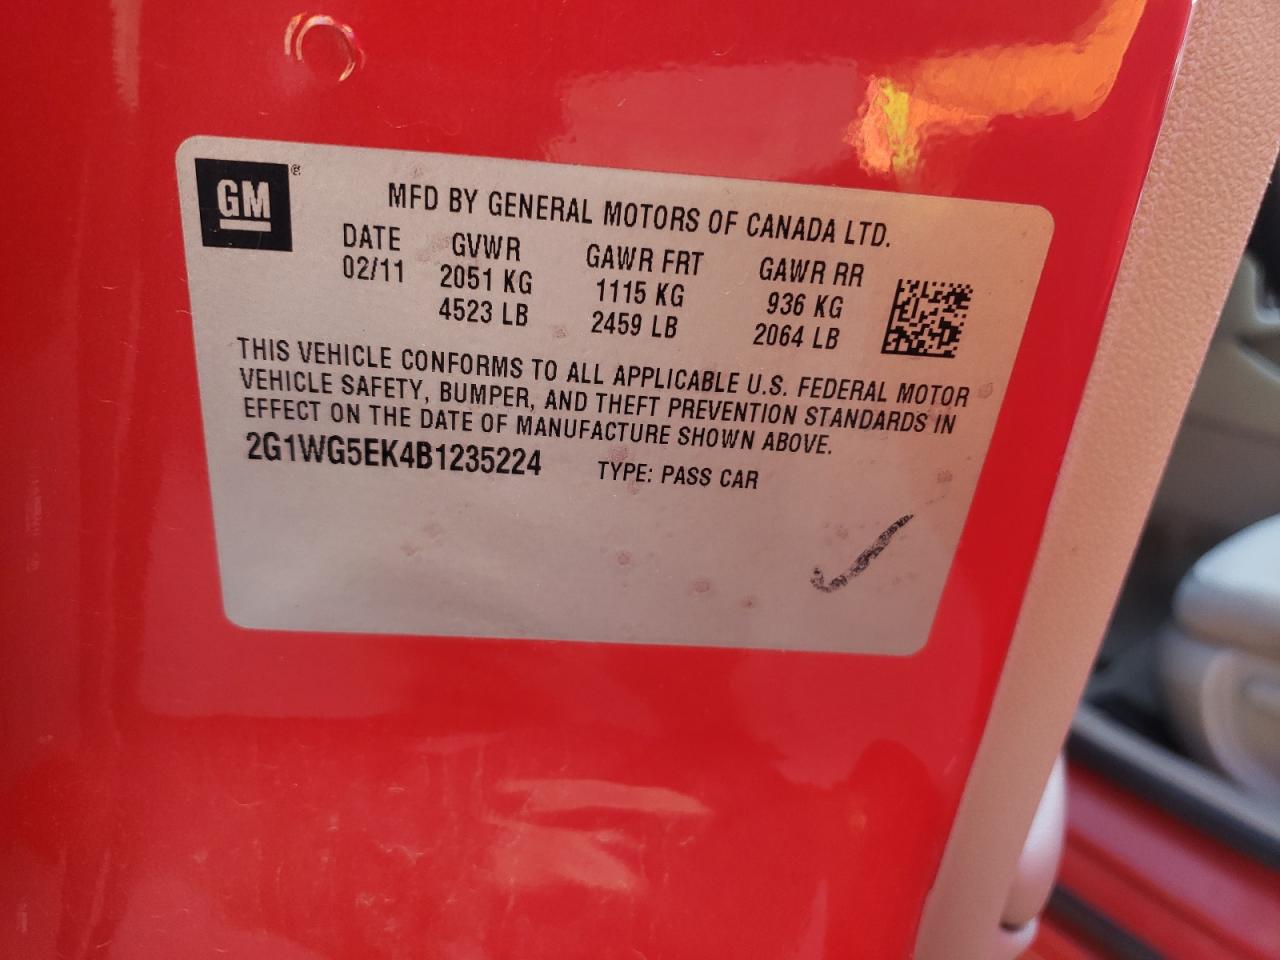 GM®
MFD BY GENERAL MOTORS OF CANADA LTD.
DATE GVWR GAWR FRT GAWR RR
02/11 2051 KG 1115 KG 936 KG
4523 LB 2459 LB 2064 LB
THIS VEHICLE CONFORMS TO ALL APPLICABLE U.S. FEDERAL MOTOR
VEHICLE SAFETY, BUMPER, AND THEFT PREVENTION STANDARDS IN
EFFECT ON THE DATE OF MANUFACTURE SHOWN ABOVE.
2G1WG5EK4B1235224 TYPE: PASS CAR